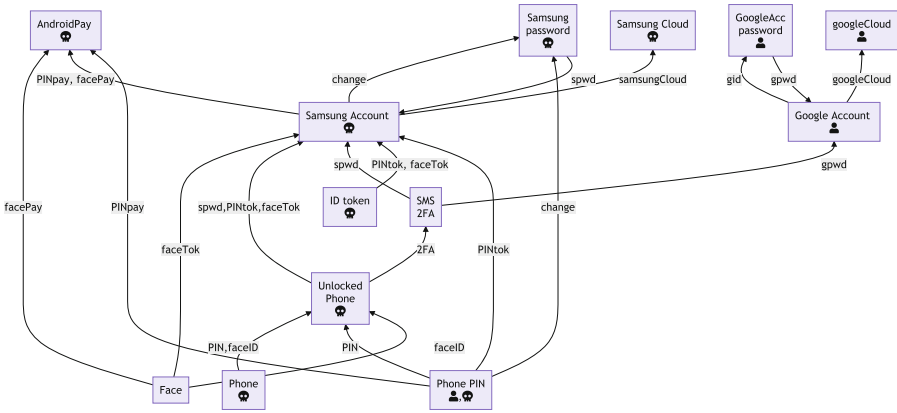 AndroidPay
Samsung
password
Samsung Cloud
GoogleAcc
password
googleCloud
PINpay, facePay
change
spwd
samsungCloud
gid
gpwd
googleCloud
Samsung Account
Google Account
spwd
PINtok, faceTok
gpwd
ID token
SMS
2FA
facePay
PINpay
spwd,PINtok,faceTok
change
faceTok
2FA
PINtok
Unlocked
Phone
PIN,faceID
PIN
faceID
Face
Phone
Phone PIN
,